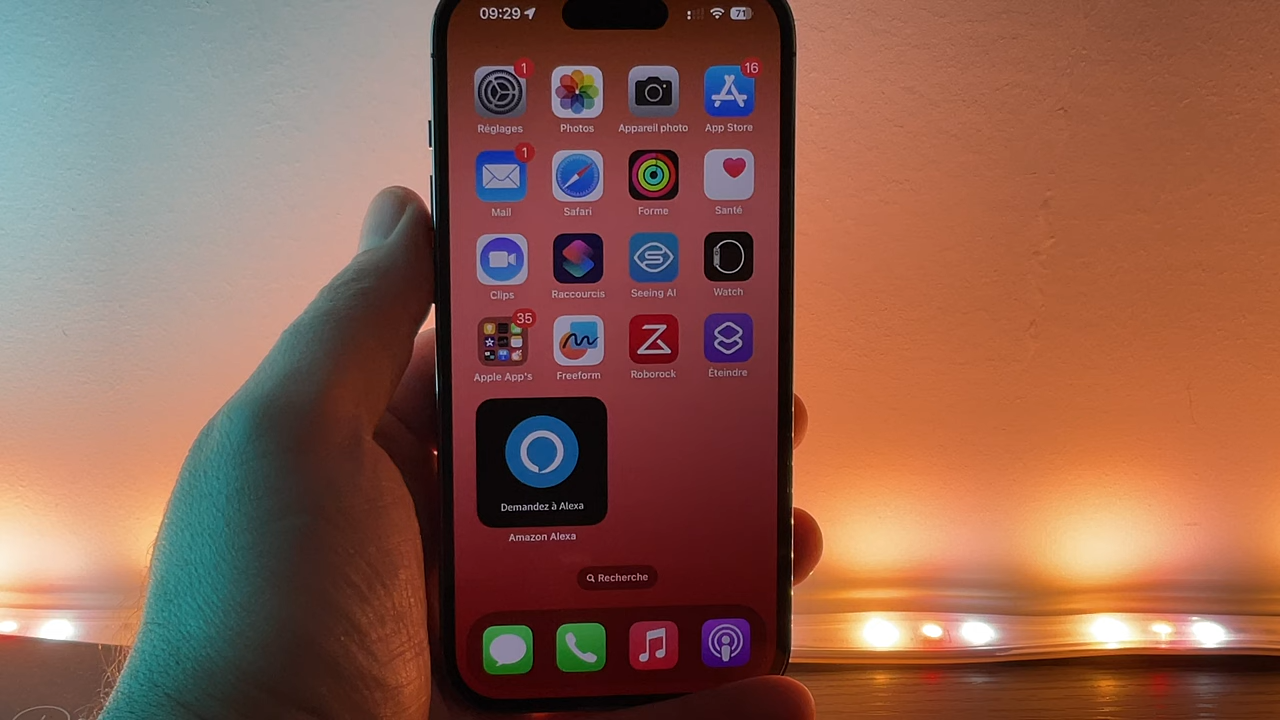 09:29
71
1
16
Réglages
Photos
Appareil photo
App Store
1
Mail
Safari
Forme
Santé
Clips
Raccourcis
Seeing AI
Watch
35
Apple App's
Freeform
Roborock
Éteindre
Demandez à Alexa
Amazon Alexa
Recherche